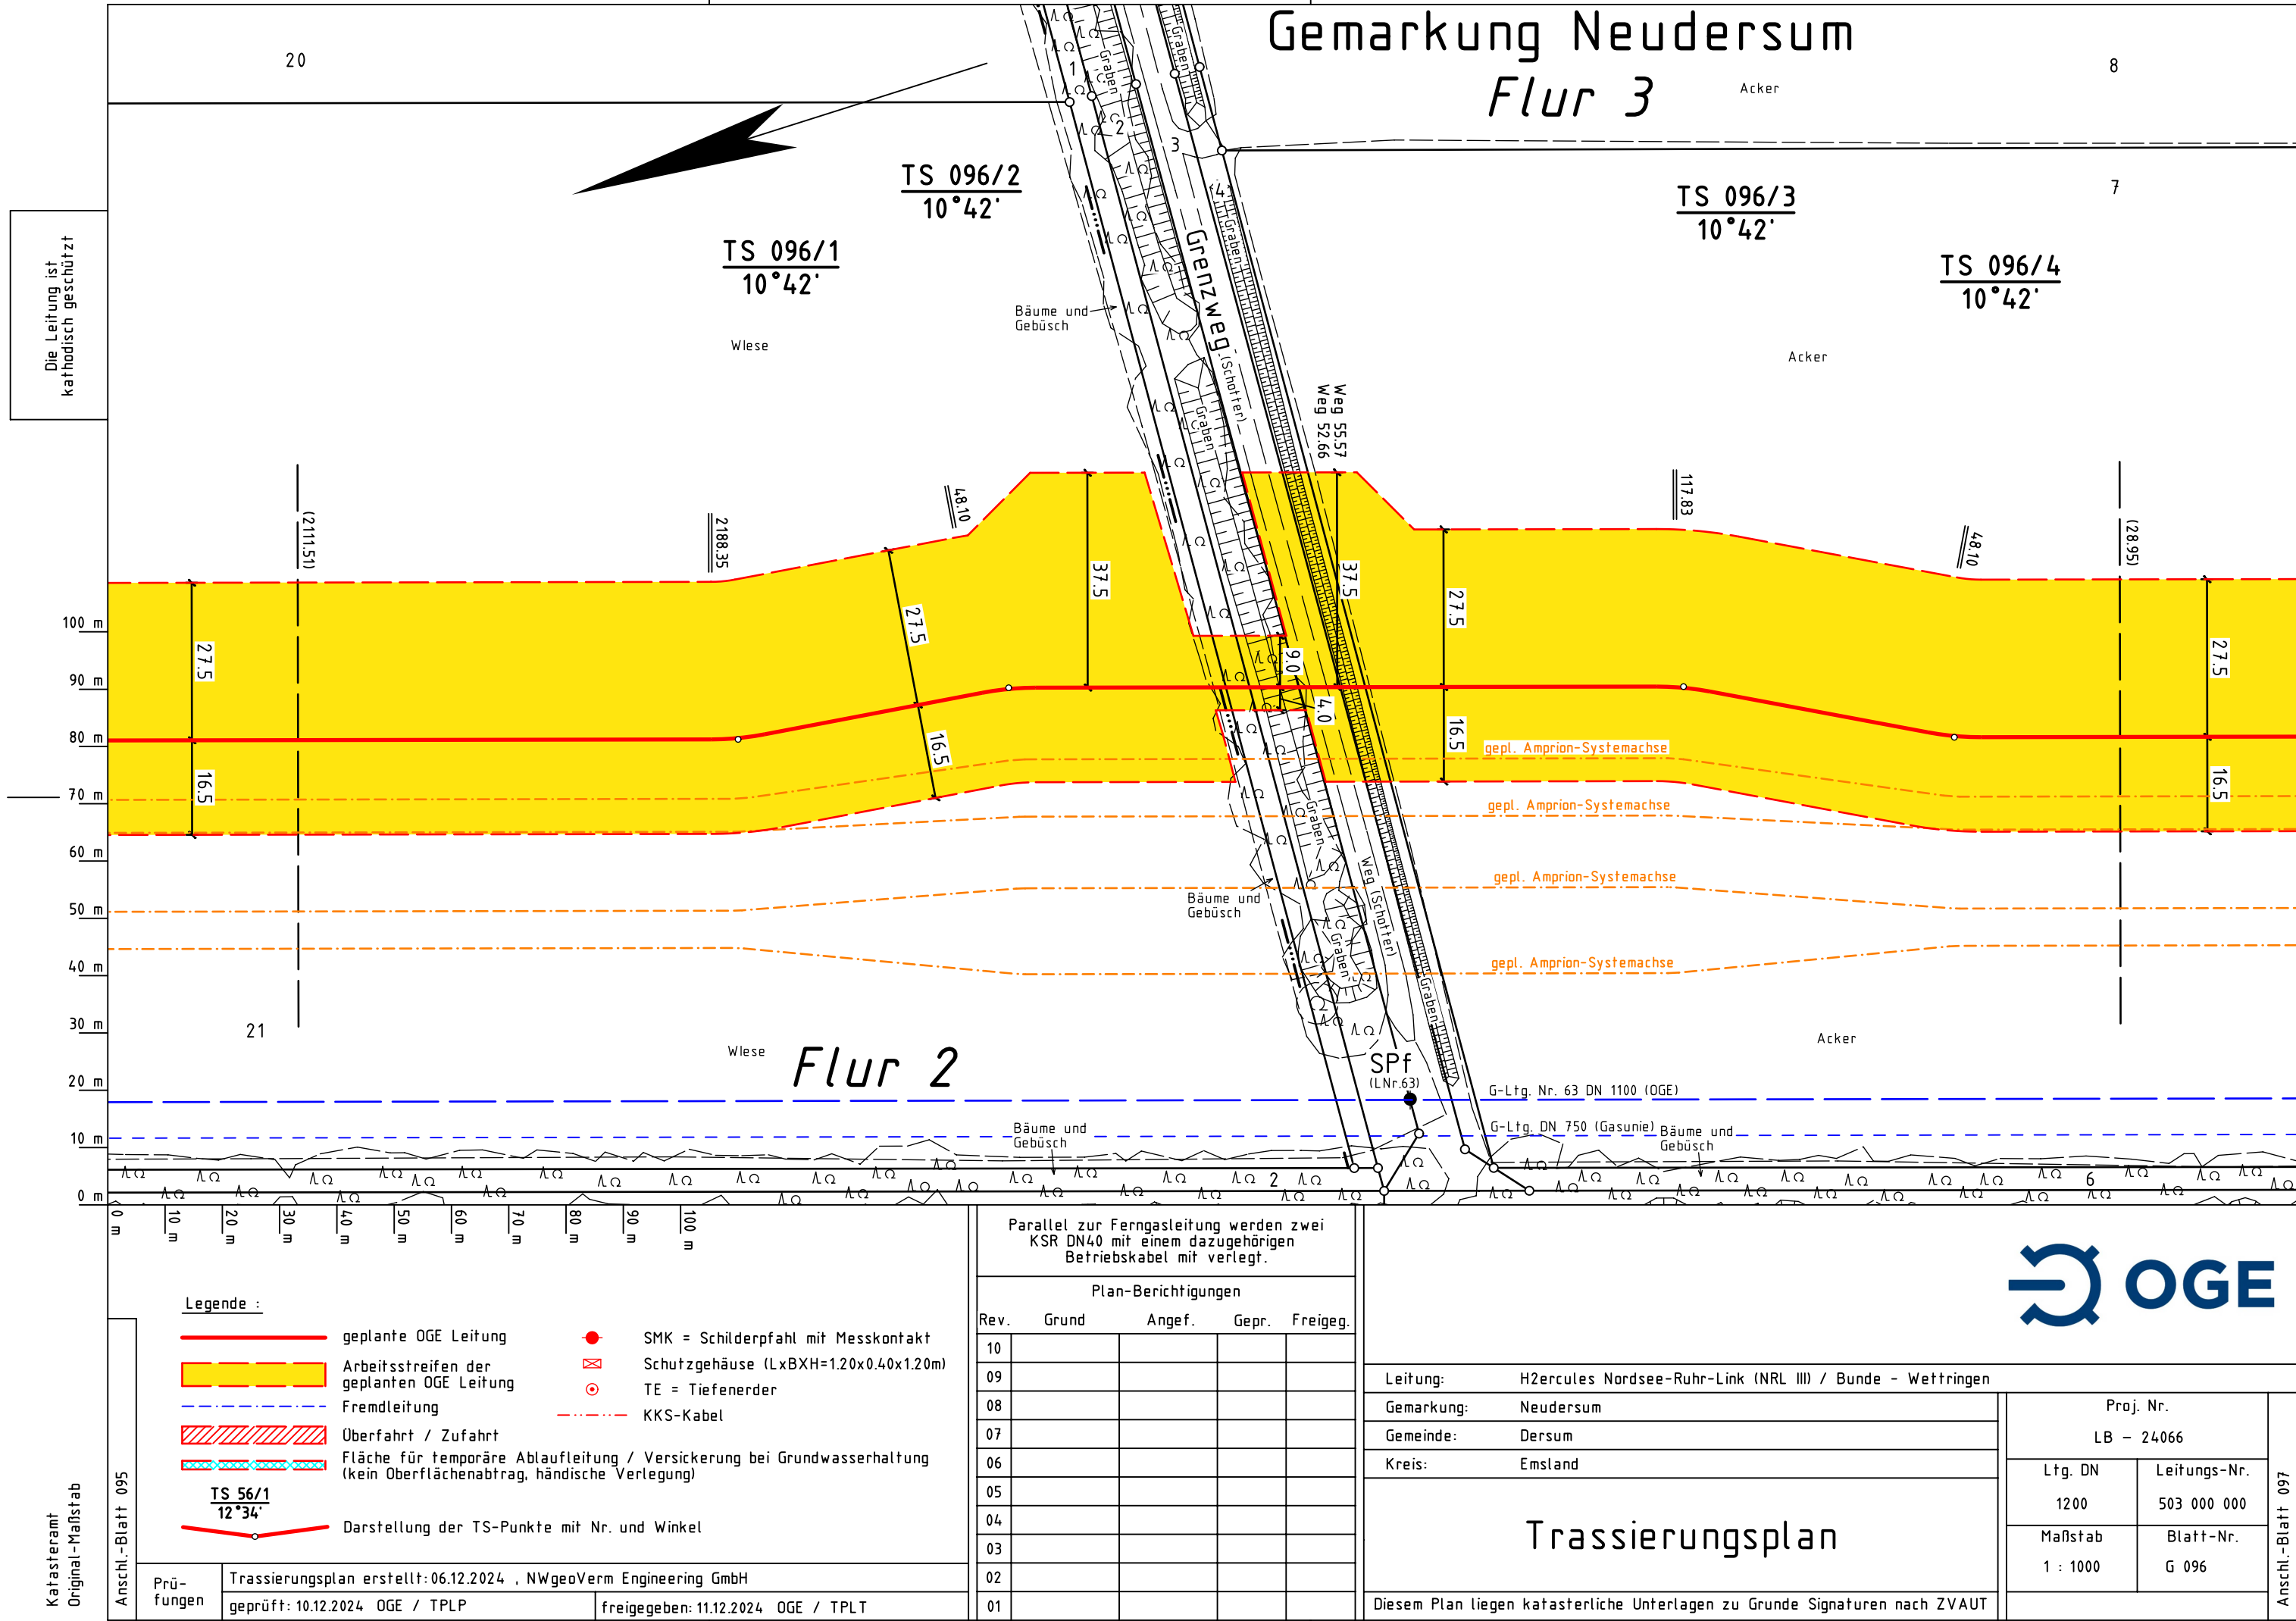 Gemarkung Neudersum
Flur 3
20
8
Acker
1
Graben
Graben
2
3
4
7
TS 096/2
10°42'
TS 096/1
10°42'
TS 096/3
10°42'
TS 096/4
10°42'
Die Leitung ist
kathodisch geschützt
Bäume und
Gebüsch
WIese
Grenzweg
(Schotter)
Graben
Graben
Acker
Weg 55.57
Weg 52.66
(2111.51)
2188.35
48.10
117.83
48.10
(28.95)
27.5
27.5
37.5
37.5
27.5
27.5
9.0
4.0
16.5
16.5
16.5
16.5
100 m
90 m
80 m
70 m
60 m
50 m
40 m
30 m
20 m
10 m
0 m
gepl. Amprion-Systemachse
gepl. Amprion-Systemachse
gepl. Amprion-Systemachse
gepl. Amprion-Systemachse
Graben
Weg (Schotter)
Bäume und
Gebüsch
Graben
Graben
21
WIese
Flur 2
Acker
SPf
(LNr.63)
G-Ltg. Nr. 63 DN 1100 (OGE)
G-Ltg. DN 750 (Gasunie)
Bäume und
Gebüsch
Bäume und
Gebüsch
2
6
0 m
10 m
20 m
30 m
40 m
50 m
60 m
70 m
80 m
90 m
100 m
Legende :
geplante OGE Leitung
Arbeitsstreifen der
geplanten OGE Leitung
Fremdleitung
Überfahrt / Zufahrt
Fläche für temporäre Ablaufleitung / Versickerung bei Grundwasserhaltung
(kein Oberflächenabtrag, händische Verlegung)
TS 56/1
12°34'
Darstellung der TS-Punkte mit Nr. und Winkel
SMK = Schilderpfahl mit Messkontakt
Schutzgehäuse (LxBXH=1.20x0.40x1.20m)
TE = Tiefenerder
KKS-Kabel
Katasteramt
Original-Maßstab
Anschl.-Blatt 095
Prü-
fungen
Trassierungsplan erstellt: 06.12.2024 , NWgeoVerm Engineering GmbH
geprüft: 10.12.2024 OGE / TPLP
freigegeben: 11.12.2024 OGE / TPLT
Parallel zur Ferngasleitung werden zwei
KSR DN40 mit einem dazugehörigen
Betriebskabel mit verlegt.
Plan-Berichtigungen
Rev. Grund Angef. Gepr. Freigeg.
10
09
08
07
06
05
04
03
02
01
OGE
Leitung: H2ercules Nordsee-Ruhr-Link (NRL III) / Bunde - Wettringen
Gemarkung: Neudersum
Gemeinde: Dersum
Kreis: Emsland
Trassierungsplan
Diesem Plan liegen katasterliche Unterlagen zu Grunde Signaturen nach ZVAUT
Proj. Nr.
LB - 24066
Ltg. DN Leitungs-Nr.
1200 503 000 000
Maßstab Blatt-Nr.
1 : 1000 G 096
Anschl.-Blatt 097